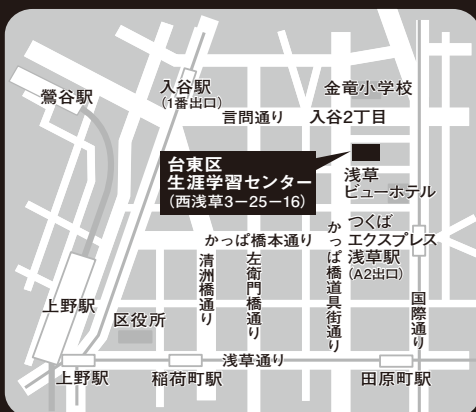 鶯谷駅
入谷駅
(1番出口)
言問通り
金竜小学校
入谷2丁目
台東区
生涯学習センター
(西浅草3-25-16)
浅草
ビューホテル
つくば
エクスプレス
浅草駅
(A2出口)
かっぱ橋本通り
清洲橋通り
左衛門橋通り
かっぱ橋道具街通り
国際通り
上野駅
区役所
浅草通り
上野駅
稲荷町駅
田原町駅